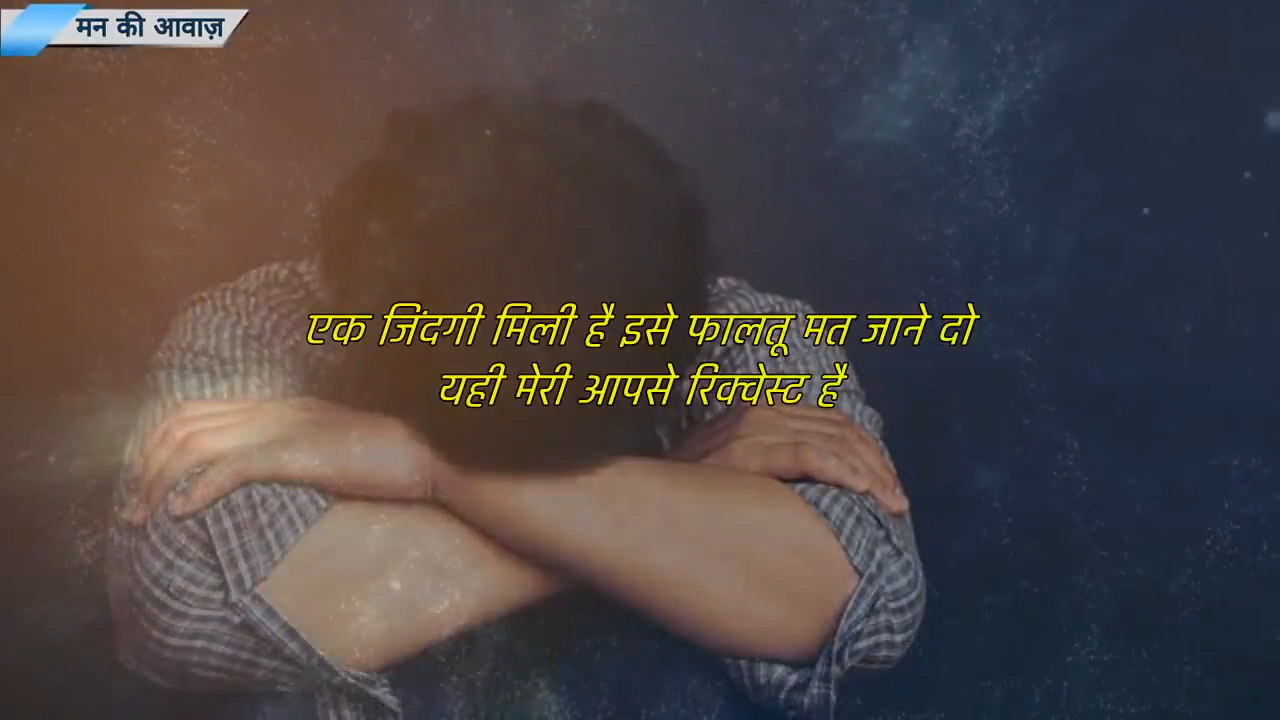 मन की आवाज़
एक जिंदगी मिली है इसे फालतू मत जाने दो
यही मेरी आपसे रिक्वेस्ट है